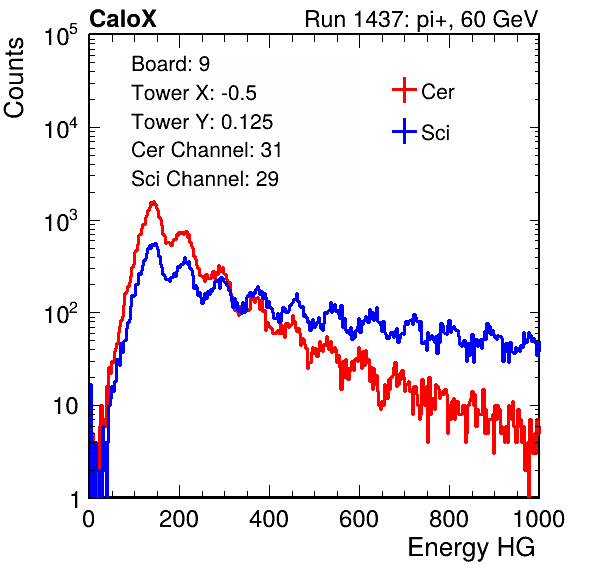 CaloX Run 1437: pi+, 60 GeV
Counts
10^5
10^4
10^3
10^2
10
1
Board: 9
Tower X: -0.5
Tower Y: 0.125
Cer Channel: 31
Sci Channel: 29
Cer
Sci
0 200 400 600 800 1000
Energy HG